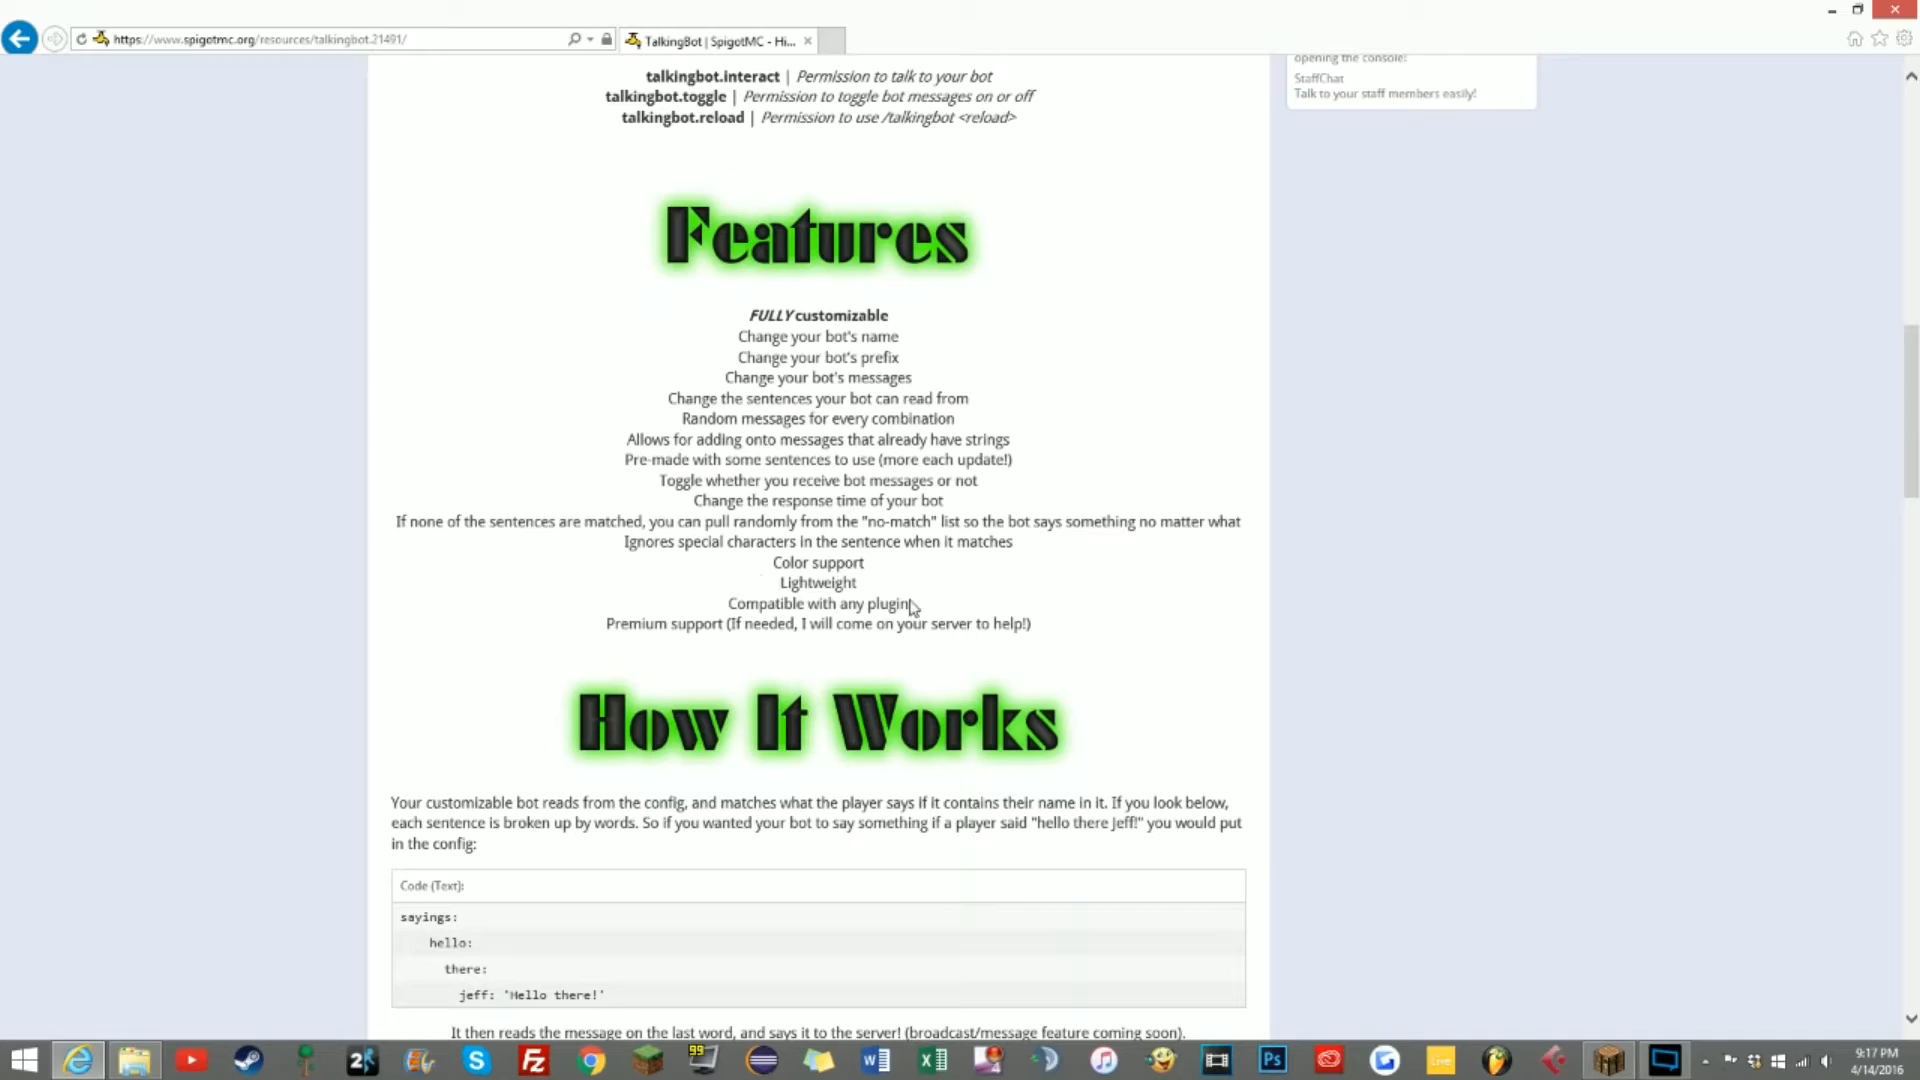 https://www.spigotmc.org/resources/talkingbot.21491/
TalkingBot | SpigotMC - Hi...
opening the console:
StaffChat
Talk to your staff members easily!
talkingbot.interact | Permission to talk to your bot
talkingbot.toggle | Permission to toggle bot messages on or off
talkingbot.reload | Permission to use /talkingbot <reload>
Features
FULLY customizable
Change your bot's name
Change your bot's prefix
Change your bot's messages
Change the sentences your bot can read from
Random messages for every combination
Allows for adding onto messages that already have strings
Pre-made with some sentences to use (more each update!)
Toggle whether you receive bot messages or not
Change the response time of your bot
If none of the sentences are matched, you can pull randomly from the "no-match" list so the bot says something no matter what
Ignores special characters in the sentence when it matches
Color support
Lightweight
Compatible with any plugin
Premium support (If needed, I will come on your server to help!)
How It Works
Your customizable bot reads from the config, and matches what the player says if it contains their name in it. If you look below,
each sentence is broken up by words. So if you wanted your bot to say something if a player said "hello there Jeff!" you would put
in the config:
Code (Text):
sayings:
hello:
there:
jeff: 'Hello there!'
It then reads the message on the last word, and says it to the server! (broadcast/message feature coming soon).
99
Ps
Live
9:17 PM
4/14/2016